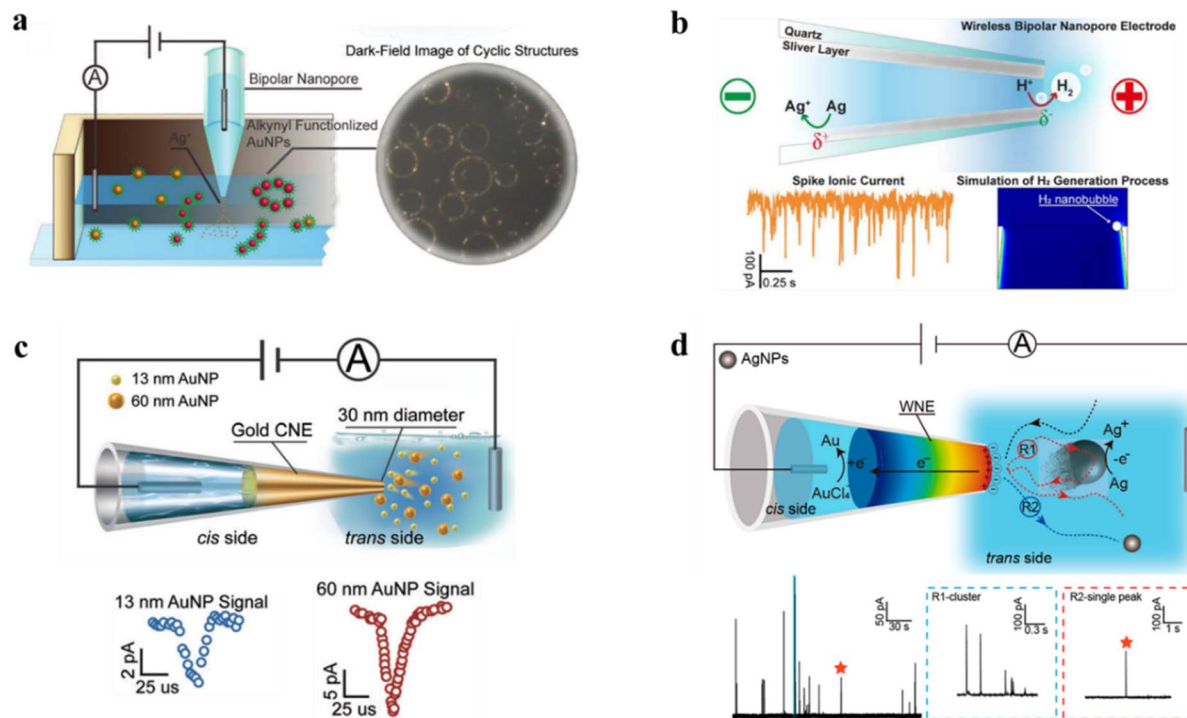 a
Dark-Field Image of Cyclic Structures
A
Bipolar Nanopore
Ag⁺
Alkynyl Functionlized
AuNPs
b
Wireless Bipolar Nanopore Electrode
Quartz
Sliver Layer
H⁺
H₂
Ag⁺
Ag
δ⁺
δ⁻
Spike Ionic Current
100 pA
0.25 s
Simulation of H₂ Generation Process
H₂ nanobubble
c
A
13 nm AuNP
60 nm AuNP
30 nm diameter
Gold CNE
cis side
trans side
13 nm AuNP Signal
2 pA
25 us
60 nm AuNP Signal
5 pA
25 us
d
A
AgNPs
WNE
Au
+e⁻
AuCl₄⁻
e⁻
cis side
R1
Ag⁺
-e⁻
Ag
R2
trans side
50 pA
30 s
R1-cluster
100 pA
0.3 s
R2-single peak
100 pA
1 s